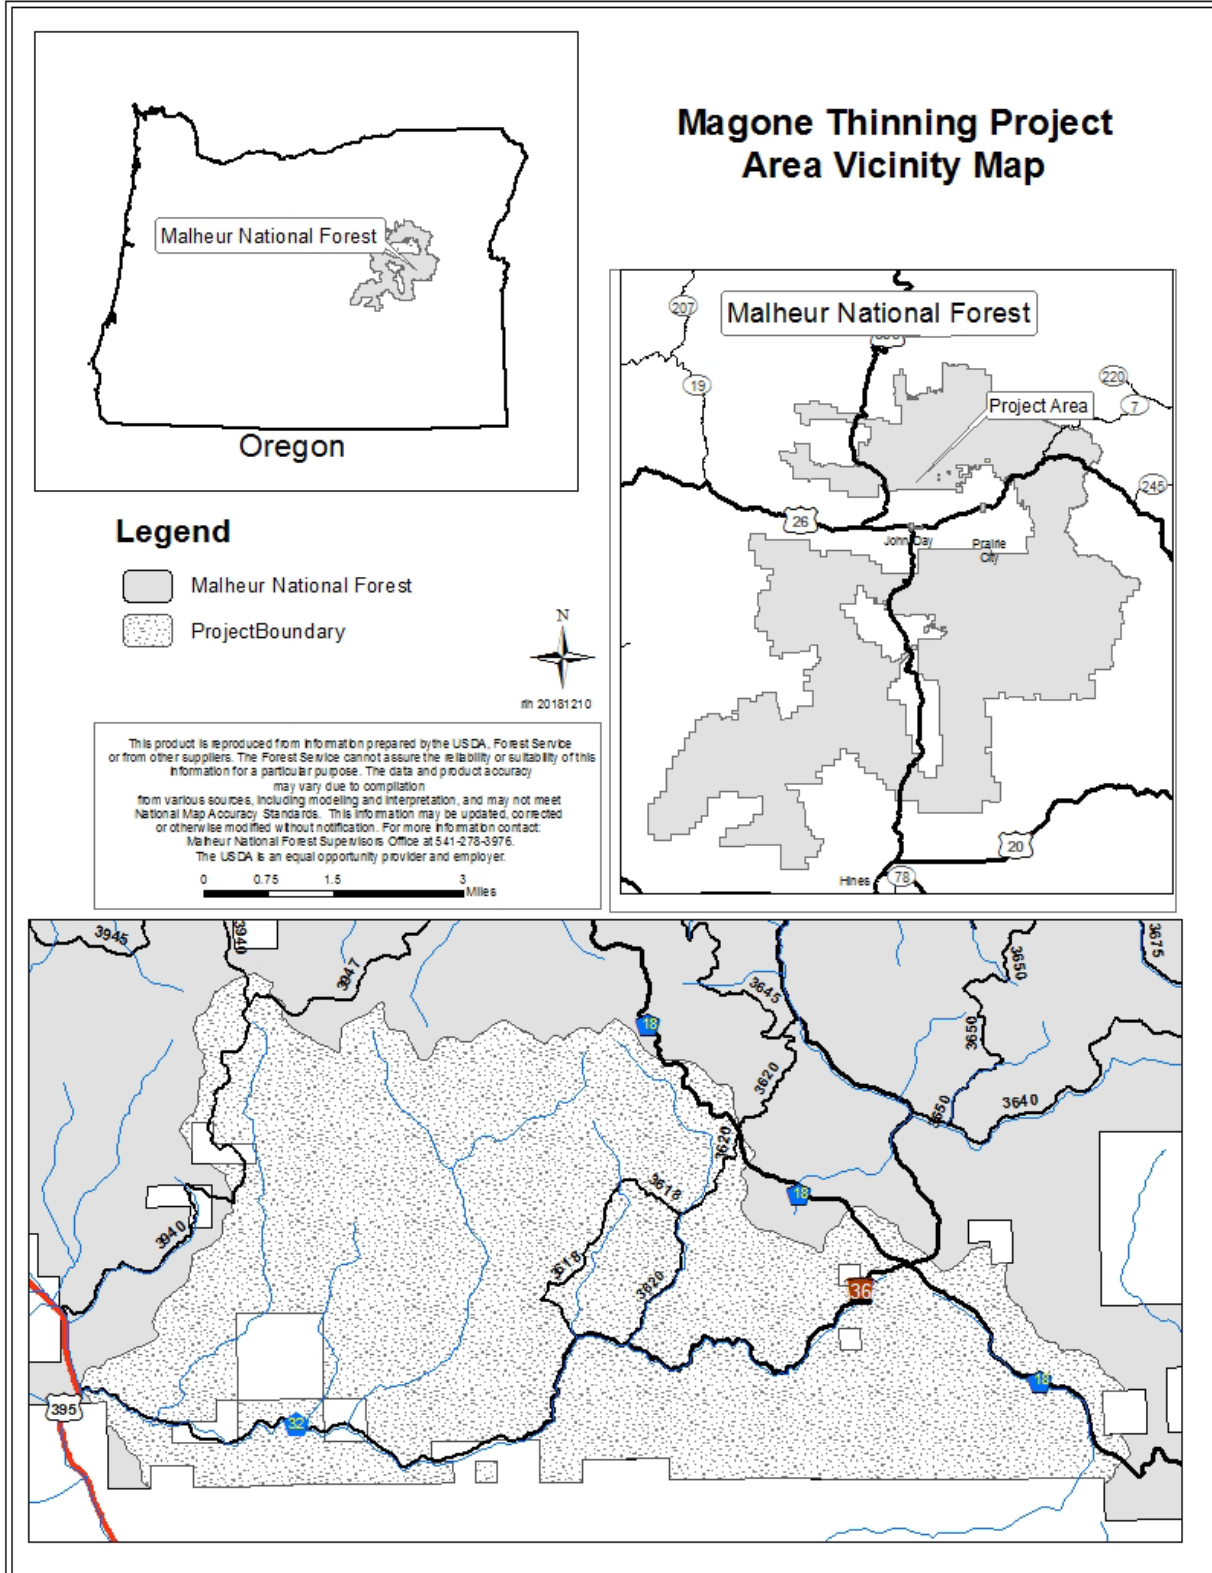 Magone Thinning Project
Area Vicinity Map
Malheur National Forest
Oregon
Malheur National Forest
207
19
220
7
Project Area
245
26
John Day
Prairie
City
20
Hines
78
Legend
Malheur National Forest
ProjectBoundary
N
rlh 20181210
This product is reproduced from information prepared by the USDA, Forest Service
or from other suppliers. The Forest Service cannot assure the reliability or suitability of this
information for a particular purpose. The data and product accuracy
may vary due to compilation
from various sources, including modeling and interpretation, and may not meet
National Map Accuracy Standards. This information may be updated, corrected
or otherwise modified without notification. For more information contact:
Malheur National Forest Supervisors Office at 541-278-3976.
The USDA is an equal opportunity provider and employer.
0 0.75 1.5 3
Miles
3945
3940
3947
18
3645
3650
3675
3650
3620
3650
3640
3620
3618
18
3940
3618
3620
36
18
395
32